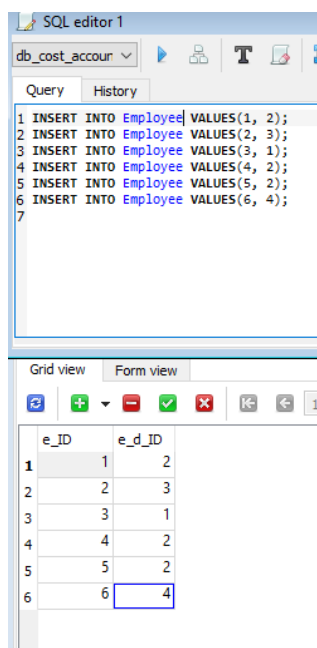 SQL editor 1
db_cost_accour
Query History
1 INSERT INTO Employee VALUES(1, 2);
2 INSERT INTO Employee VALUES(2, 3);
3 INSERT INTO Employee VALUES(3, 1);
4 INSERT INTO Employee VALUES(4, 2);
5 INSERT INTO Employee VALUES(5, 2);
6 INSERT INTO Employee VALUES(6, 4);
7
Grid view Form view
1
e_ID e_d_ID
1 1 2
2 2 3
3 3 1
4 4 2
5 5 2
6 6 4